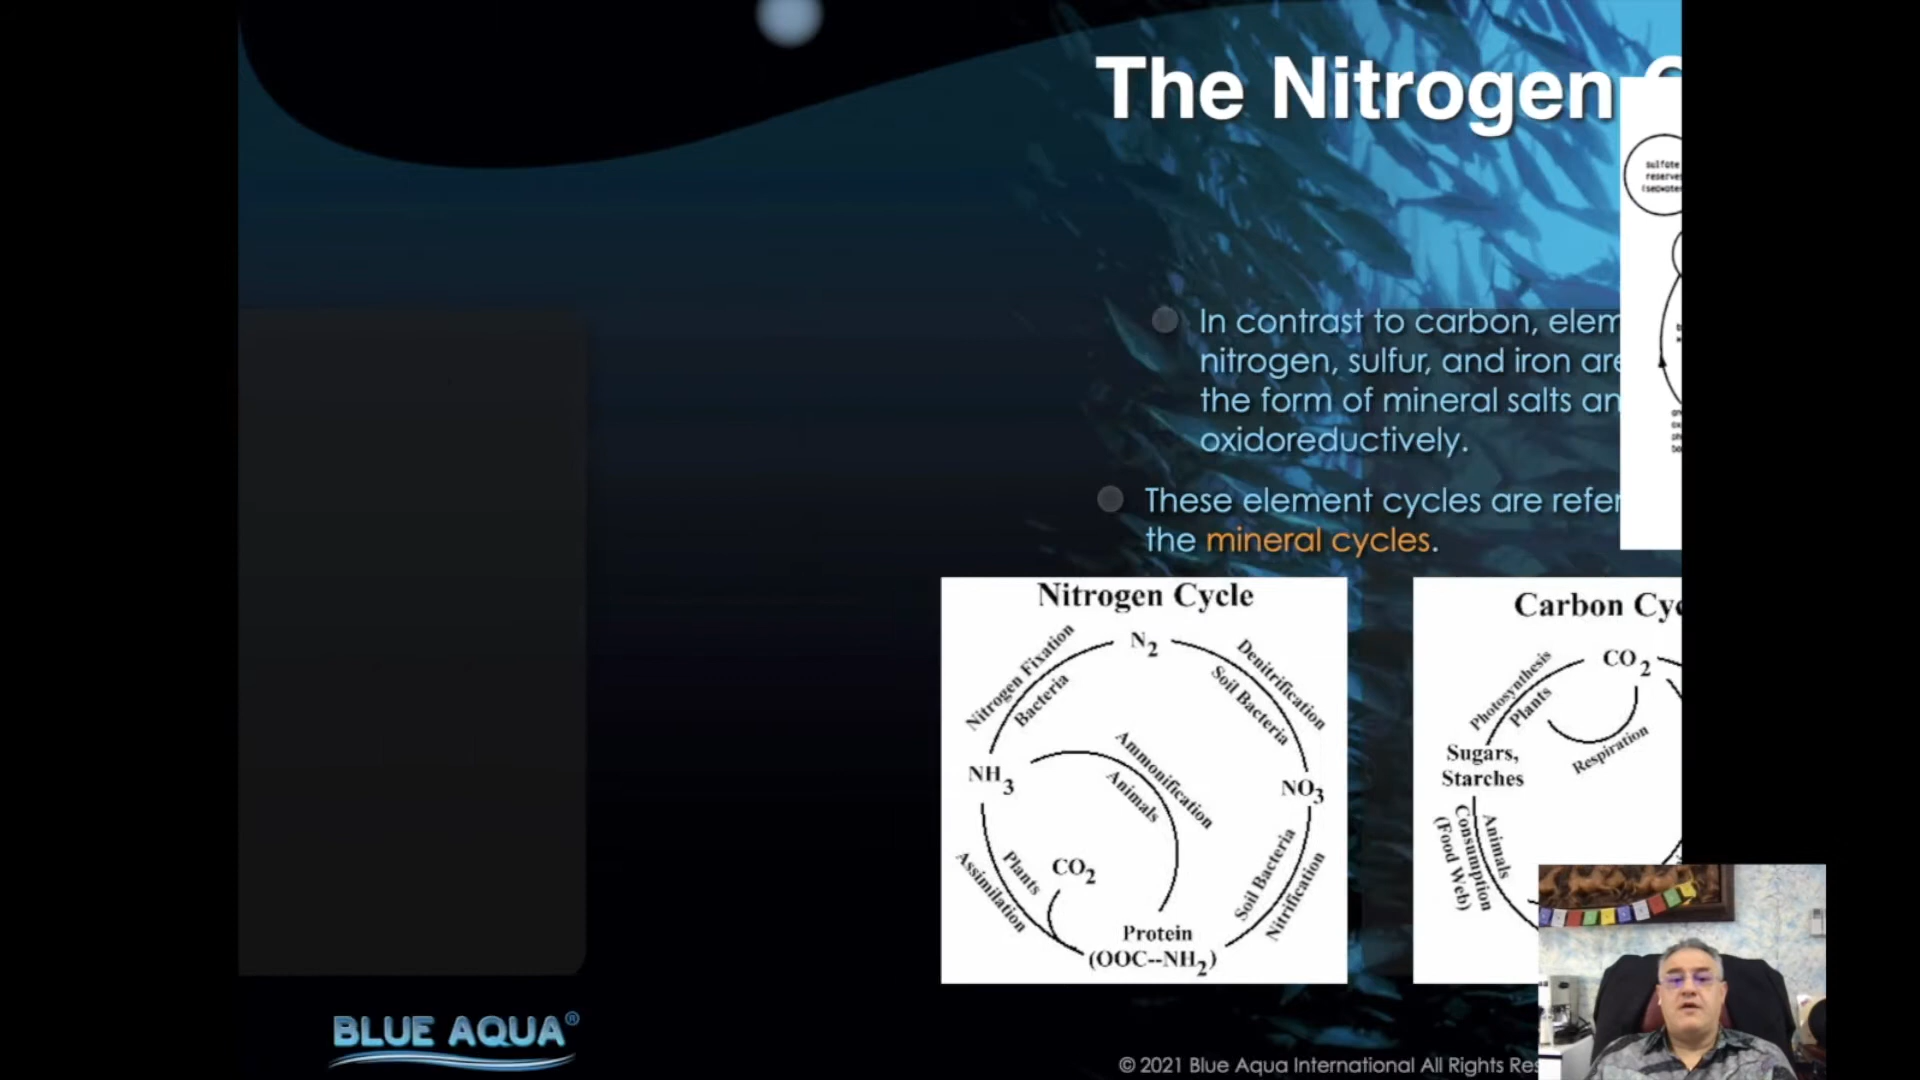 The Nitrogen
sulfate
reserve
(seawate
In contrast to carbon, elem
nitrogen, sulfur, and iron are
the form of mineral salts an
oxidoreductively.
These element cycles are refer
the mineral cycles.
Nitrogen Cycle
N2
Nitrogen Fixation
Bacteria
Denitrification
Soil Bacteria
NH3
Ammonification
Animals
NO3
Assimilation
Plants
CO2
Soil Bacteria
Nitrification
Protein
(OOC--NH2)
Carbon Cyc
CO2
Photosynthesis
Plants
Respiration
Sugars,
Starches
Animals
Consumption
(Food Web)
BLUE AQUA®
© 2021 Blue Aqua International All Rights Res